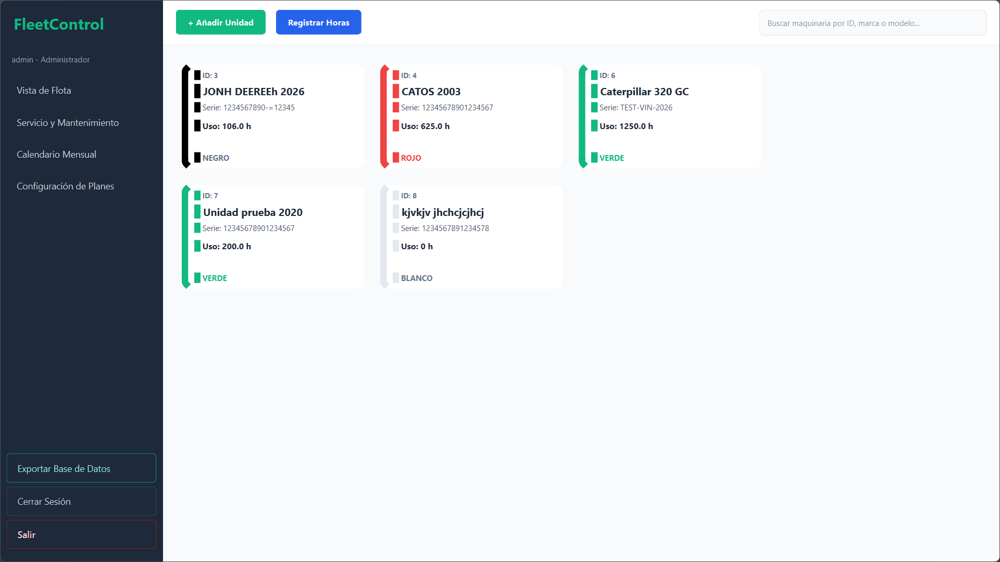 FleetControl
admin - Administrador
Vista de Flota
Servicio y Mantenimiento
Calendario Mensual
Configuración de Planes
Exportar Base de Datos
Cerrar Sesión
Salir
+ Añadir Unidad
Registrar Horas
Buscar maquinaria por ID, marca o modelo...
ID: 3
JONH DEEREEh 2026
Serie: 1234567890-=12345
Uso: 106.0 h
NEGRO
ID: 4
CATOS 2003
Serie: 12345678901234567
Uso: 625.0 h
ROJO
ID: 6
Caterpillar 320 GC
Serie: TEST-VIN-2026
Uso: 1250.0 h
VERDE
ID: 7
Unidad prueba 2020
Serie: 12345678901234567
Uso: 200.0 h
VERDE
ID: 8
kjvkjv jhchcjcjhcj
Serie: 1234567891234578
Uso: 0 h
BLANCO